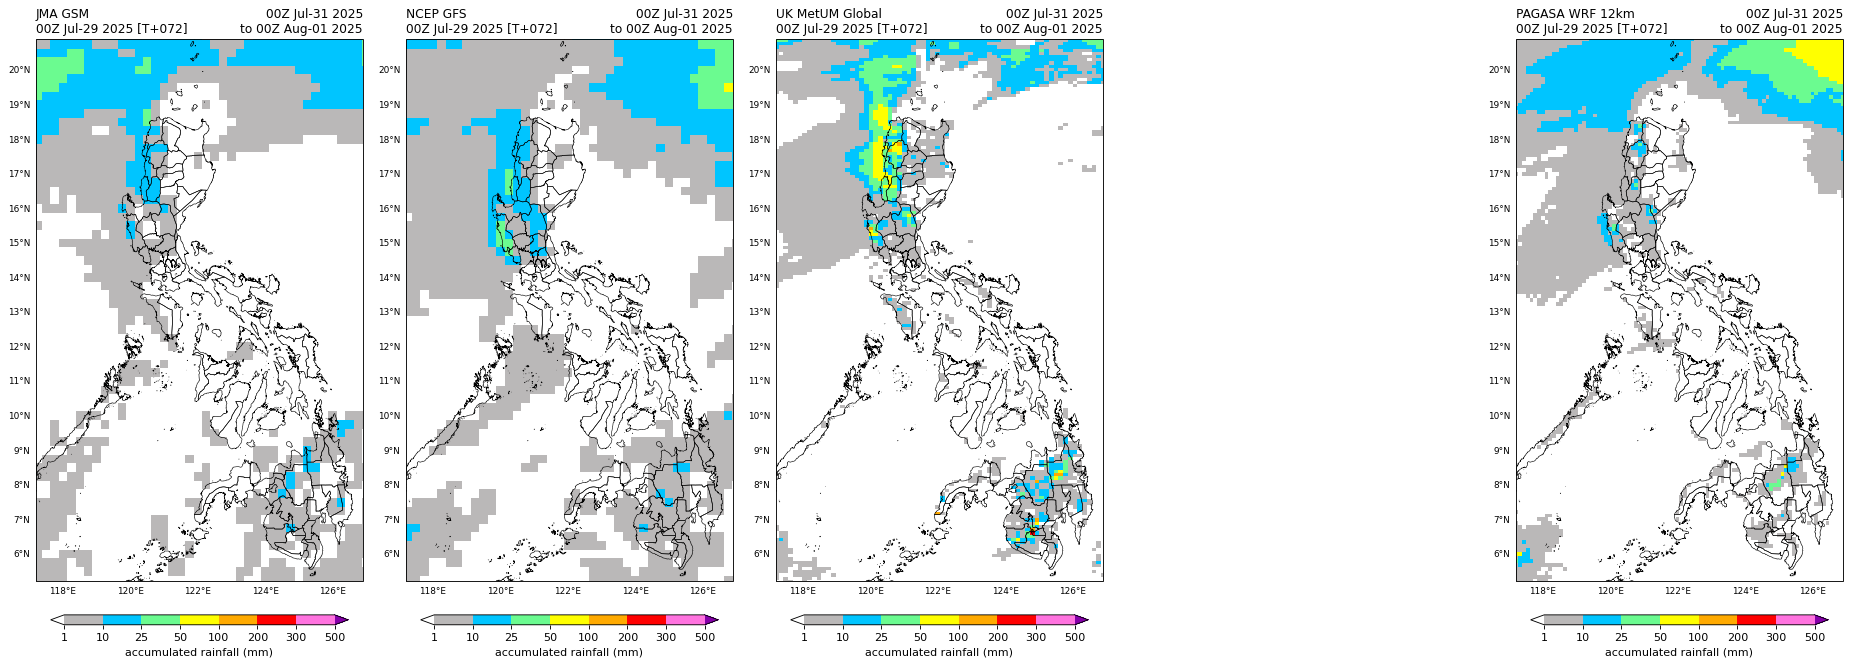 JMA GSM 00Z Jul-31 2025
00Z Jul-29 2025 [T+072] to 00Z Aug-01 2025
20°N
19°N
18°N
17°N
16°N
15°N
14°N
13°N
12°N
11°N
10°N
9°N
8°N
7°N
6°N
118°E 120°E 122°E 124°E 126°E
1 10 25 50 100 200 300 500
accumulated rainfall (mm)
NCEP GFS 00Z Jul-31 2025
00Z Jul-29 2025 [T+072] to 00Z Aug-01 2025
20°N
19°N
18°N
17°N
16°N
15°N
14°N
13°N
12°N
11°N
10°N
9°N
8°N
7°N
6°N
118°E 120°E 122°E 124°E 126°E
1 10 25 50 100 200 300 500
accumulated rainfall (mm)
UK MetUM Global 00Z Jul-31 2025
00Z Jul-29 2025 [T+072] to 00Z Aug-01 2025
20°N
19°N
18°N
17°N
16°N
15°N
14°N
13°N
12°N
11°N
10°N
9°N
8°N
7°N
6°N
118°E 120°E 122°E 124°E 126°E
1 10 25 50 100 200 300 500
accumulated rainfall (mm)
PAGASA WRF 12km 00Z Jul-31 2025
00Z Jul-29 2025 [T+072] to 00Z Aug-01 2025
20°N
19°N
18°N
17°N
16°N
15°N
14°N
13°N
12°N
11°N
10°N
9°N
8°N
7°N
6°N
118°E 120°E 122°E 124°E 126°E
1 10 25 50 100 200 300 500
accumulated rainfall (mm)